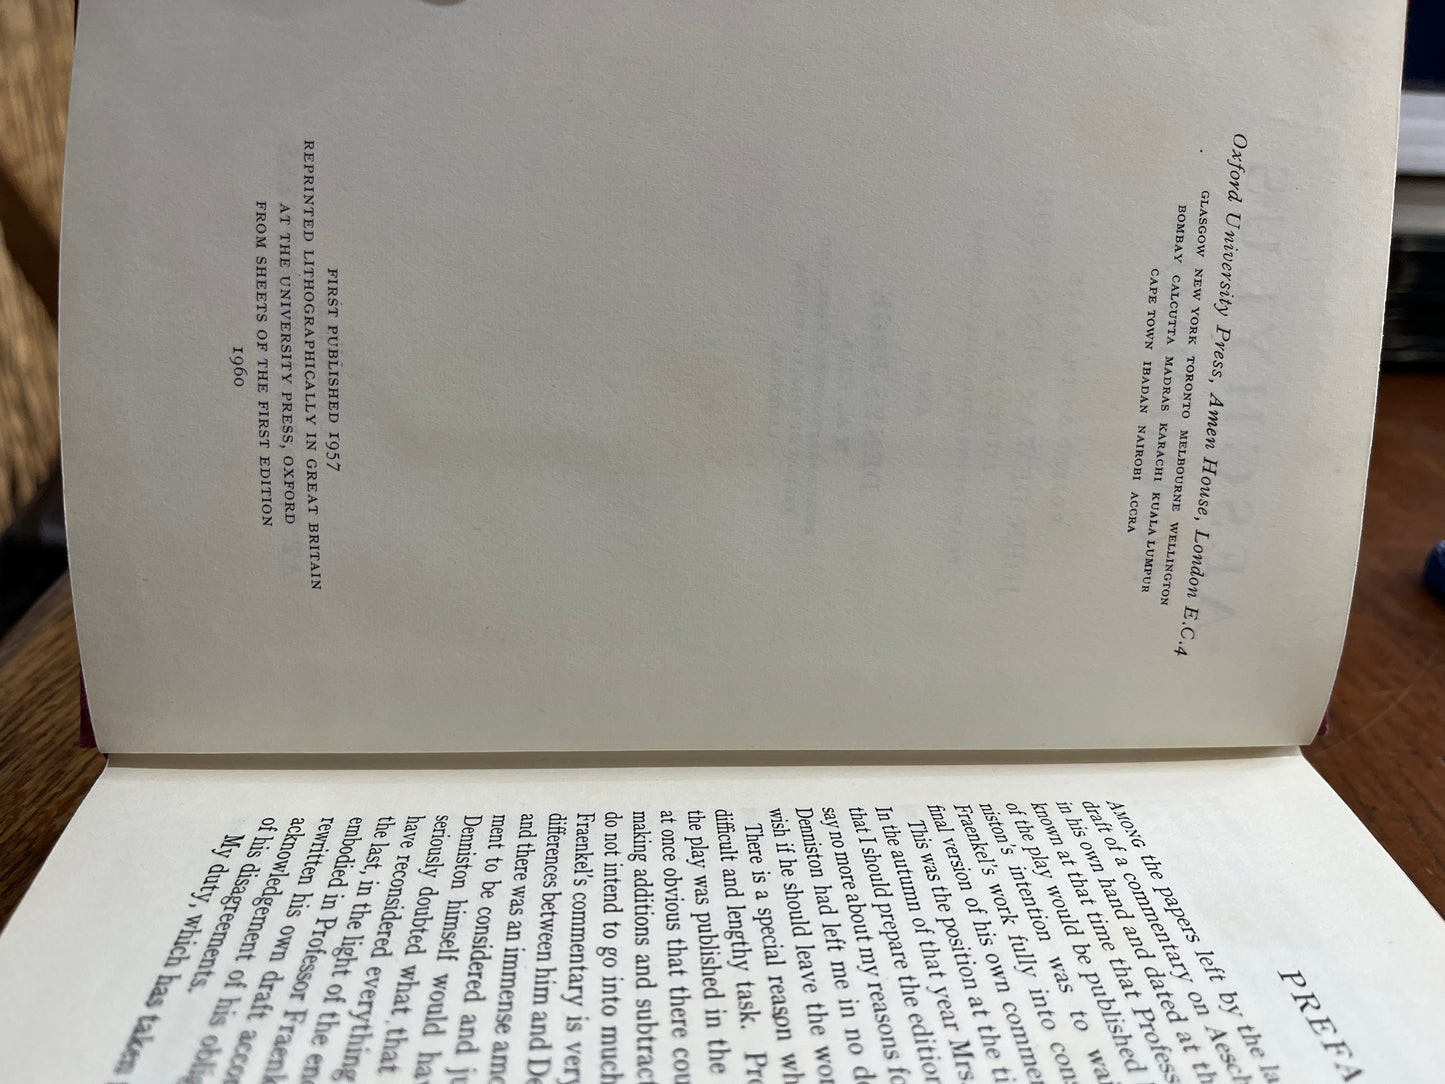 Oxford University Press, Amen House, London E.C.4
GLASGOW NEW YORK TORONTO MELBOURNE WELLINGTON
BOMBAY CALCUTTA MADRAS KARACHI KUALA LUMPUR
CAPE TOWN IBADAN NAIROBI ACCRA
FIRST PUBLISHED 1957
REPRINTED LITHOGRAPHICALLY IN GREAT BRITAIN
AT THE UNIVERSITY PRESS, OXFORD
FROM SHEETS OF THE FIRST EDITION
1960
PREFA
AMONG the papers left by the la
draft of a commentary on Aesch
in his own hand and dated at th
known at that time that Profess
of the play would be published
niston's intention was to wai
Fraenkel's work fully into cons
final version of his own comme
This was the position at the ti
In the autumn of that year Mrs.
that I should prepare the edition
say no more about my reasons fo
Denniston had left me in no d
wish if he should leave the wor
There is a special reason wh
difficult and lengthy task. Pro
the play was published in the
at once obvious that there cou
making additions and subtract
do not intend to go into much
Fraenkel's commentary is very
differences between him and De
and there was an immense amo
ment to be considered and ju
Denniston himself would ha
seriously doubted what, that
have reconsidered everything
the last, in the light of the end
embodied in Professor Fraenk
rewritten his own draft accor
acknowledgement of his oblig
of his disagreements.
My duty, which has taken